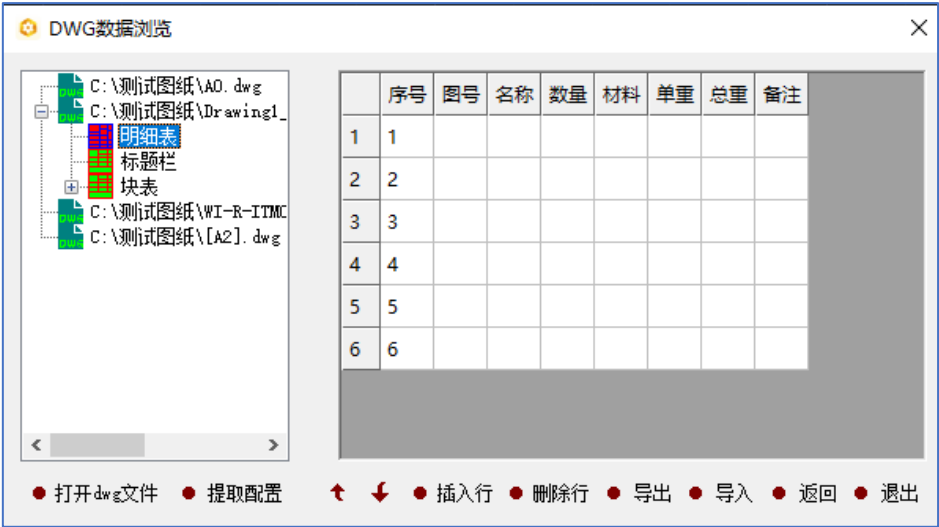 DWG数据浏览
C:\测试图纸\A0.dwg
C:\测试图纸\Drawing1_
明细表
标题栏
块表
C:\测试图纸\WI-R-ITMC
C:\测试图纸\[A2].dwg
序号 图号 名称 数量 材料 单重 总重 备注
1 1
2 2
3 3
4 4
5 5
6 6
打开dwg文件 提取配置 插入行 删除行 导出 导入 返回 退出